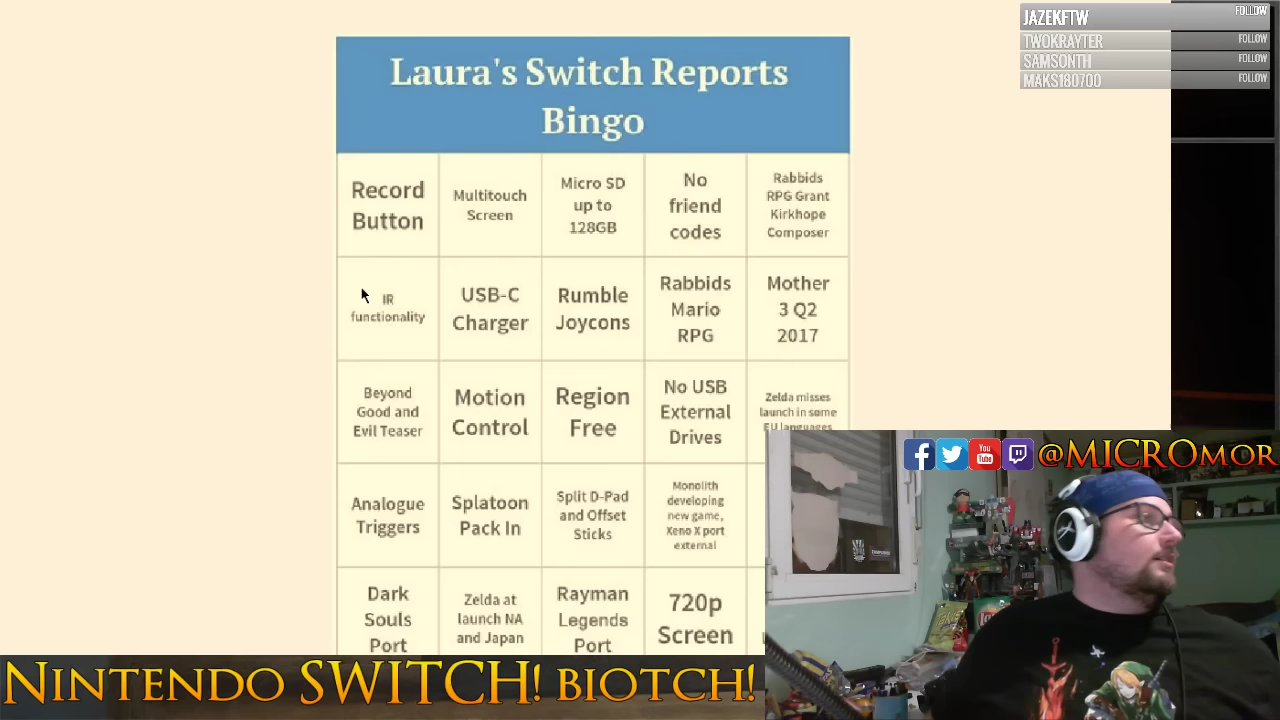 JAZEKFTW FOLLOW
TWOKRAYTER FOLLOW
SAMSONTH FOLLOW
MAKS180700 FOLLOW
Laura's Switch Reports
Bingo
Record
Button
Multitouch
Screen
Micro SD
up to
128GB
No
friend
codes
Rabbids
RPG Grant
Kirkhope
Composer
IR
functionality
USB-C
Charger
Rumble
Joycons
Rabbids
Mario
RPG
Mother
3 Q2
2017
Beyond
Good and
Evil Teaser
Motion
Control
Region
Free
No USB
External
Drives
Zelda misses
launch in some
EU languages
Analogue
Triggers
Splatoon
Pack In
Split D-Pad
and Offset
Sticks
Monolith
developing
new game,
Xeno X port
external
Dark
Souls
Port
Zelda at
launch NA
and Japan
Rayman
Legends
Port
720p
Screen
You
Tube
@MICROmor
Nintendo SWITCH! BIOTCH!